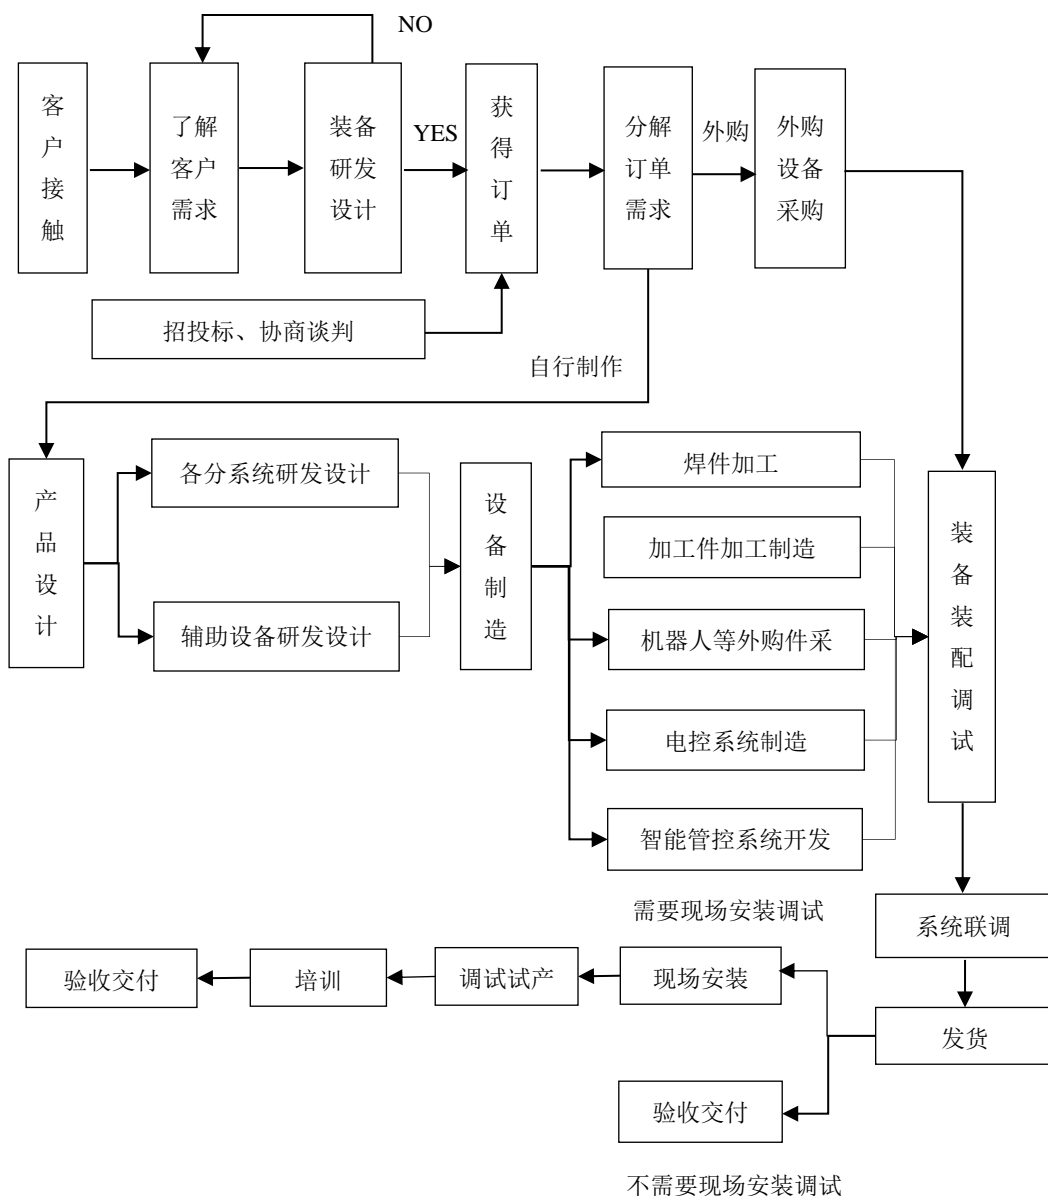 NO
客户接触
了解
客户
需求
装备
研发
设计
YES
获得订单
分解
订单
需求
外购
外购
设备
采购
招投标、协商谈判
自行制作
产品设计
各分系统研发设计
辅助设备研发设计
设备制造
焊件加工
加工件加工制造
机器人等外购件采
电控系统制造
智能管控系统开发
装备装配调试
需要现场安装调试
系统联调
验收交付
培训
调试试产
现场安装
发货
验收交付
不需要现场安装调试